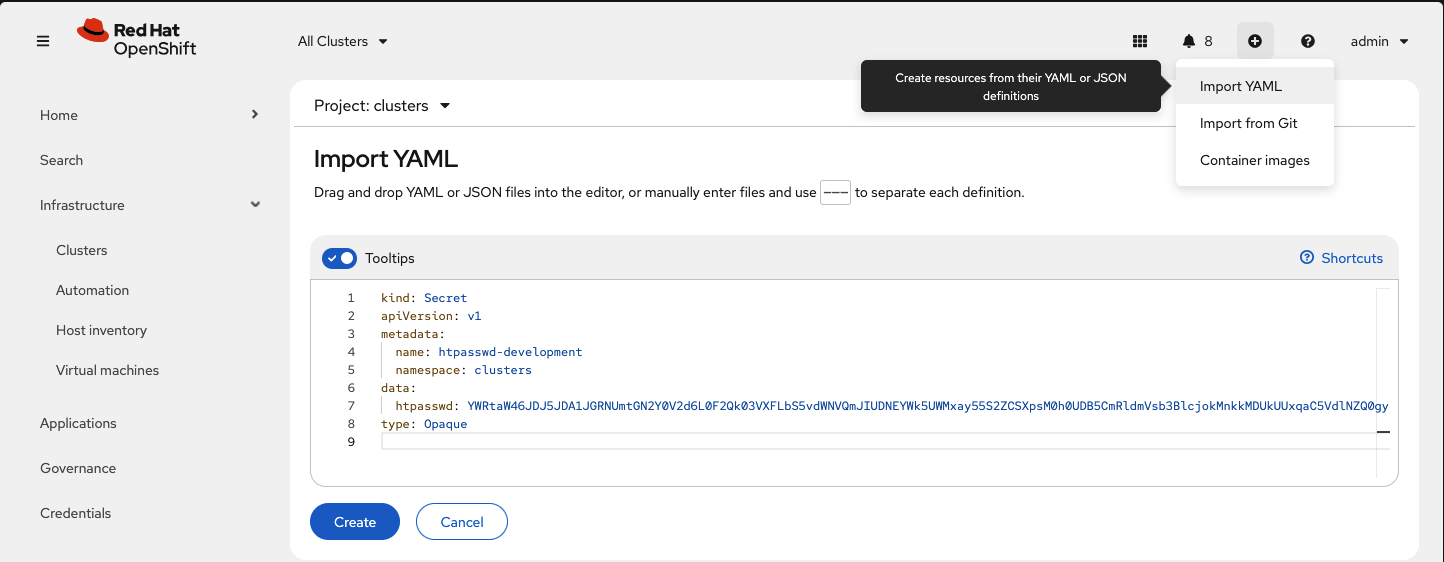 Red Hat
OpenShift
All Clusters
8
admin
Create resources from their YAML or JSON
definitions
Import YAML
Import from Git
Container images
Home
Search
Infrastructure
Clusters
Automation
Host inventory
Virtual machines
Applications
Governance
Credentials
Project: clusters
Import YAML
Drag and drop YAML or JSON files into the editor, or manually enter files and use --- to separate each definition.
Tooltips
Shortcuts
1 kind: Secret
2 apiVersion: v1
3 metadata:
4 name: htpasswd-development
5 namespace: clusters
6 data:
7 htpasswd: YWRtaW46JDJ5JDA1JGRNUmtGN2Y0V2d6L0F2Qk03VXFLbS5vdWNVQmJIUDNEYWk5UWMxay55S2ZCSXpsM0h0UDB5CmRldmVsb3BlcjokMnkkMDUkUUxqaC5VdlNZQ0gy
8 type: Opaque
9
Create
Cancel